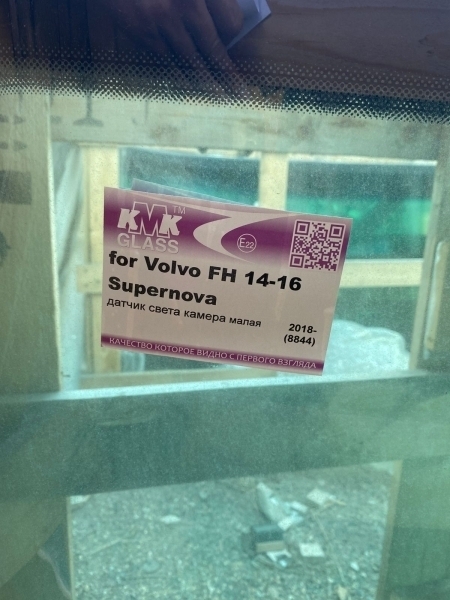 KMK TM
GLASS
E22
for Volvo FH 14-16
Supernova
датчик света камера малая
2018-
(8844)
КАЧЕСТВО КОТОРОЕ ВИДНО С ПЕРВОГО ВЗГЛЯДА